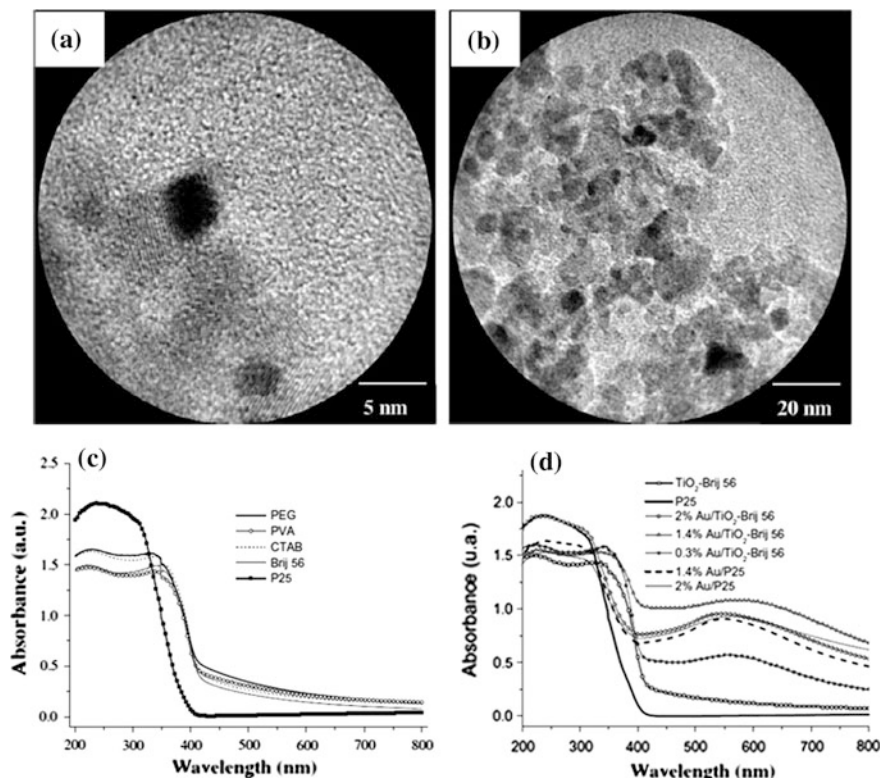 (a)
5 nm
(b)
20 nm
(c)
2.5
2.0
1.5
1.0
0.5
0.0
Absorbance (a.u.)
PEG
PVA
CTAB
Brij 56
P25
200 300 400 500 600 700 800
Wavelength (nm)
(d)
2.0
1.5
1.0
0.5
0.0
Absorbance (u.a.)
TiO₂-Brij 56
P25
2% Au/TiO₂-Brij 56
1.4% Au/TiO₂-Brij 56
0.3% Au/TiO₂-Brij 56
1.4% Au/P25
2% Au/P25
200 300 400 500 600 700 800
Wavelength (nm)